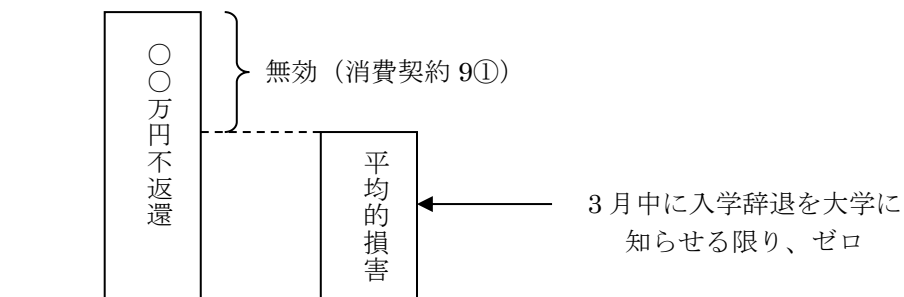 〇〇万円不返還
無効（消費契約 9①）
平均的損害
3 月中に入学辞退を大学に
知らせる限り、ゼロ